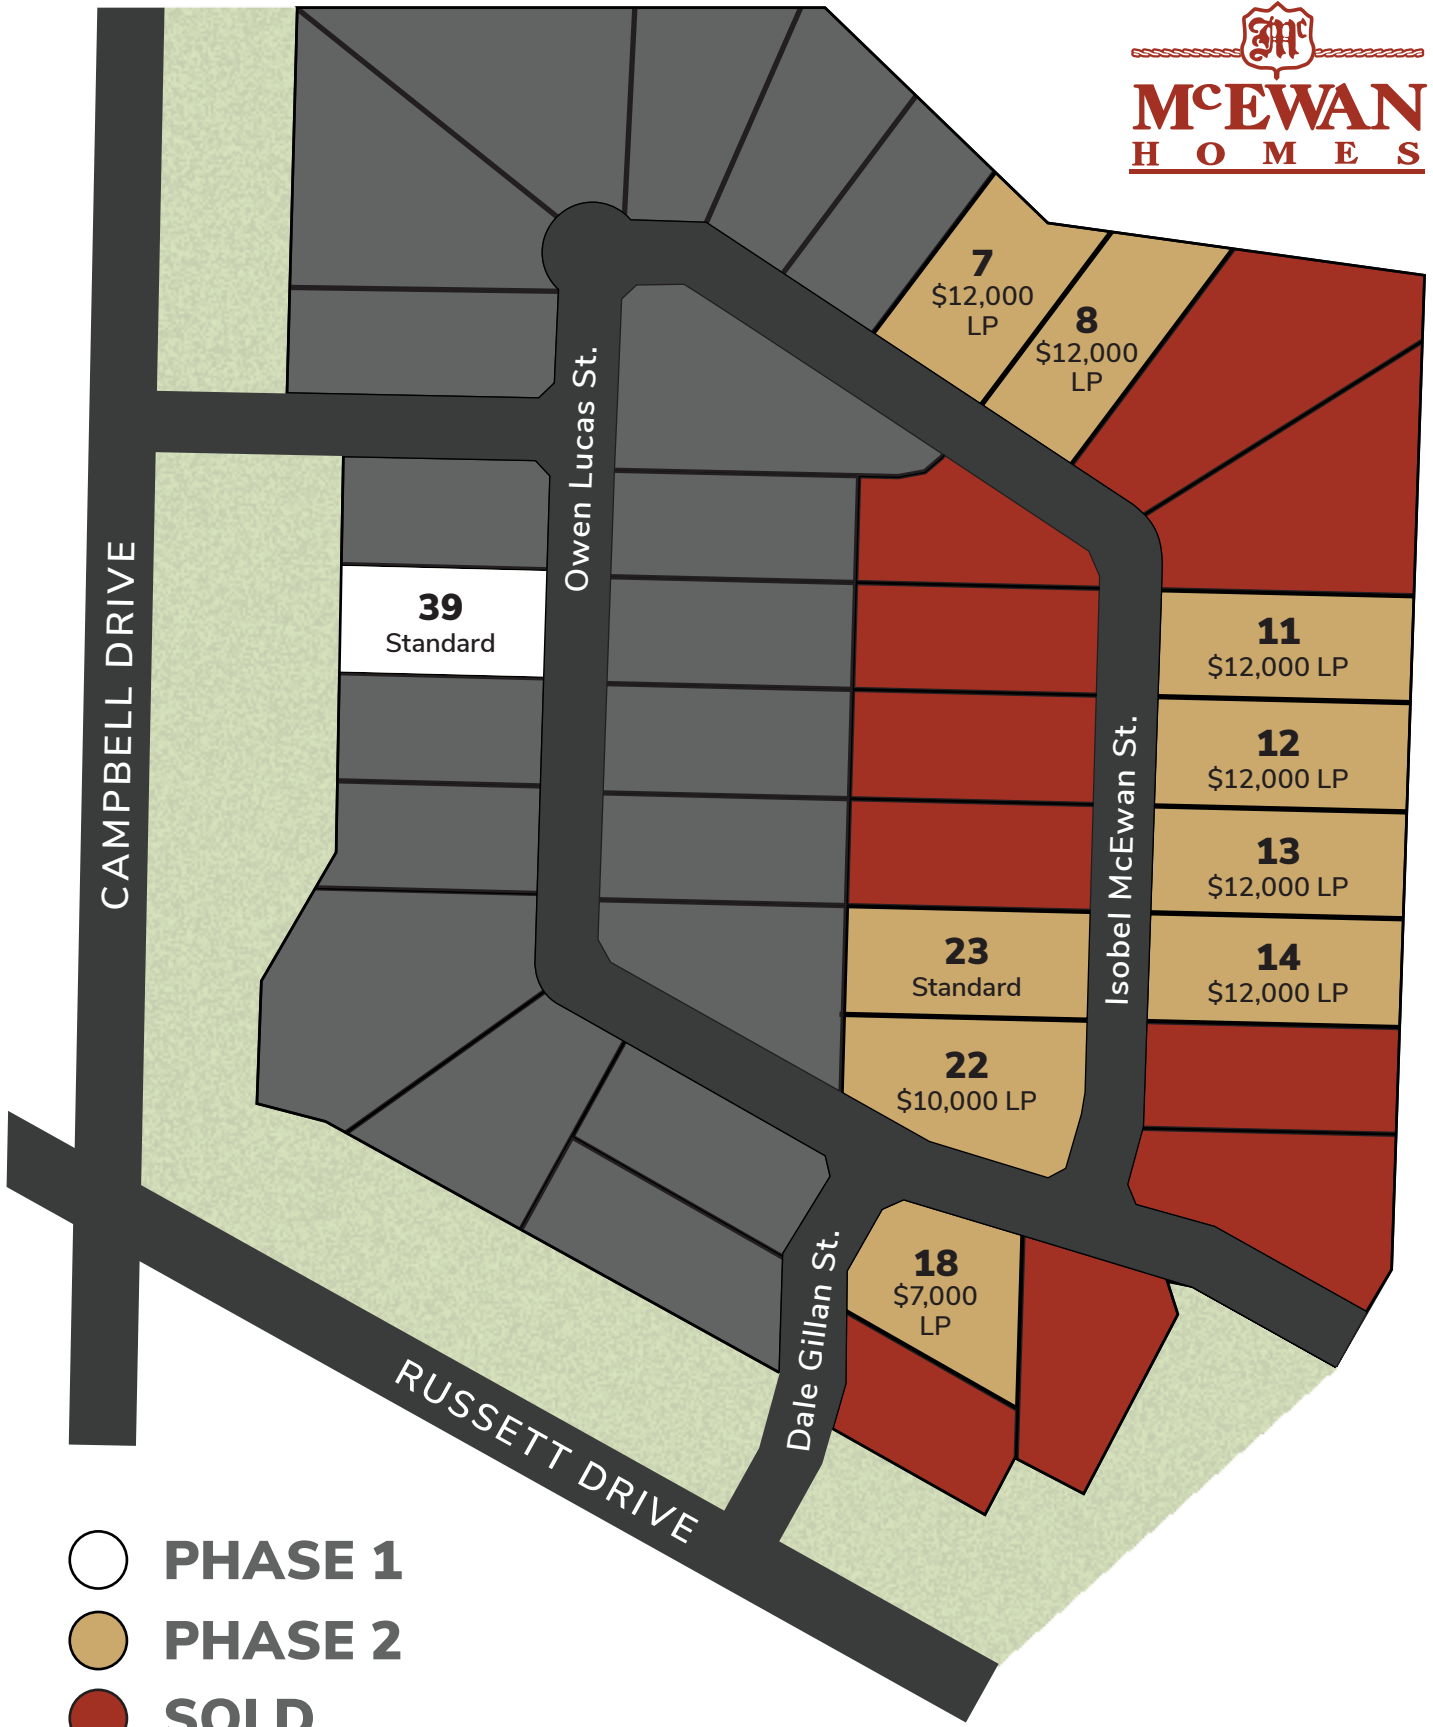 Mc
McEWAN
HOMES
7
$12,000
LP
8
$12,000
LP
Owen Lucas St.
CAMPBELL DRIVE
39
Standard
11
$12,000 LP
12
$12,000 LP
Isobel McEwan St.
13
$12,000 LP
23
Standard
14
$12,000 LP
22
$10,000 LP
18
$7,000
LP
Dale Gillan St.
RUSSETT DRIVE
PHASE 1
PHASE 2
SOLD